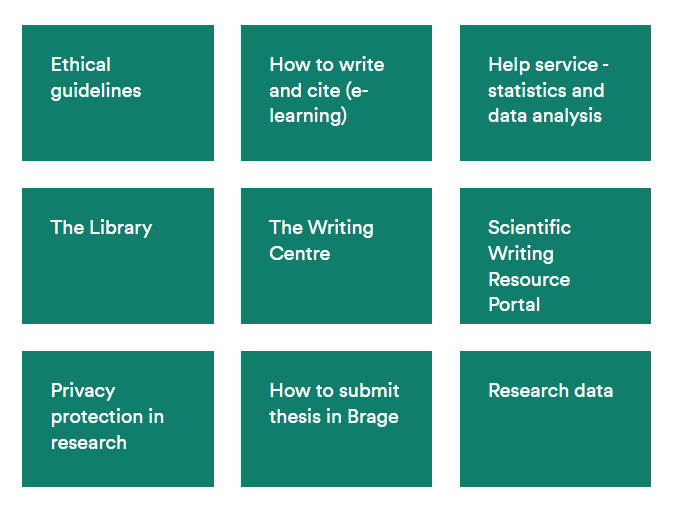 Ethical
guidelines
How to write
and cite (e-
learning)
Help service -
statistics and
data analysis
The Library
The Writing
Centre
Scientific
Writing
Resource
Portal
Privacy
protection in
research
How to submit
thesis in Brage
Research data